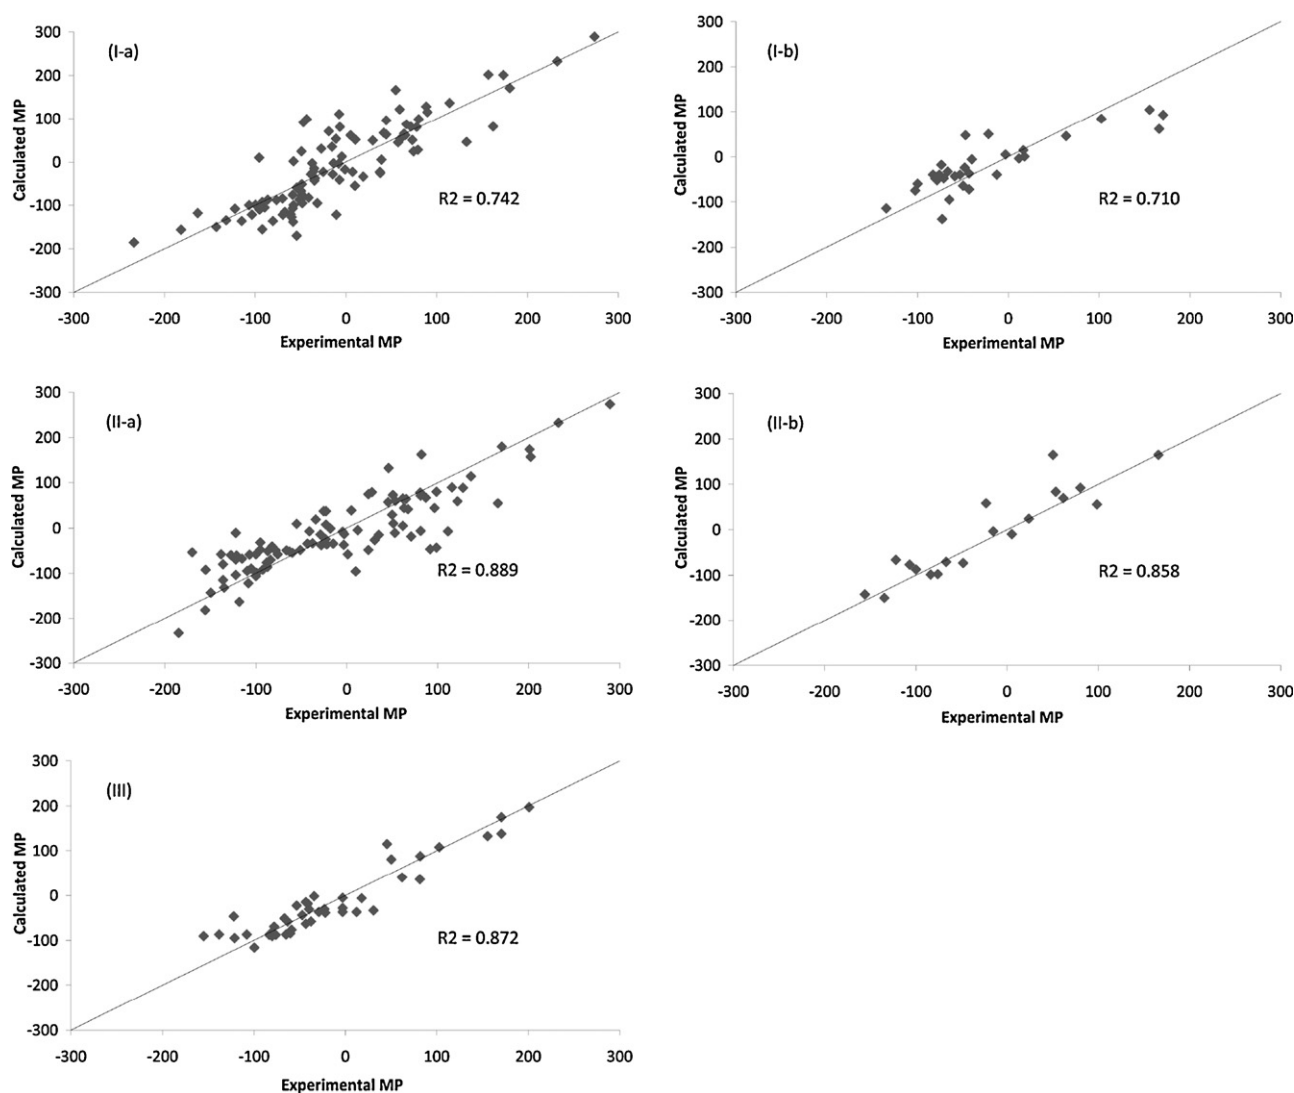 (I-a)
Calculated MP
300
200
100
0
-100
-200
-300
R2 = 0.742
-300 -200 -100 0 100 200 300
Experimental MP
(I-b)
Calculated MP
300
200
100
0
-100
-200
-300
R2 = 0.710
-300 -200 -100 0 100 200 300
Experimental MP
(II-a)
Calculated MP
300
200
100
0
-100
-200
-300
R2 = 0.889
-300 -200 -100 0 100 200 300
Experimental MP
(II-b)
Calculated MP
300
200
100
0
-100
-200
-300
R2 = 0.858
-300 -200 -100 0 100 200 300
Experimental MP
(III)
Calculated MP
300
200
100
0
-100
-200
-300
R2 = 0.872
-300 -200 -100 0 100 200 300
Experimental MP